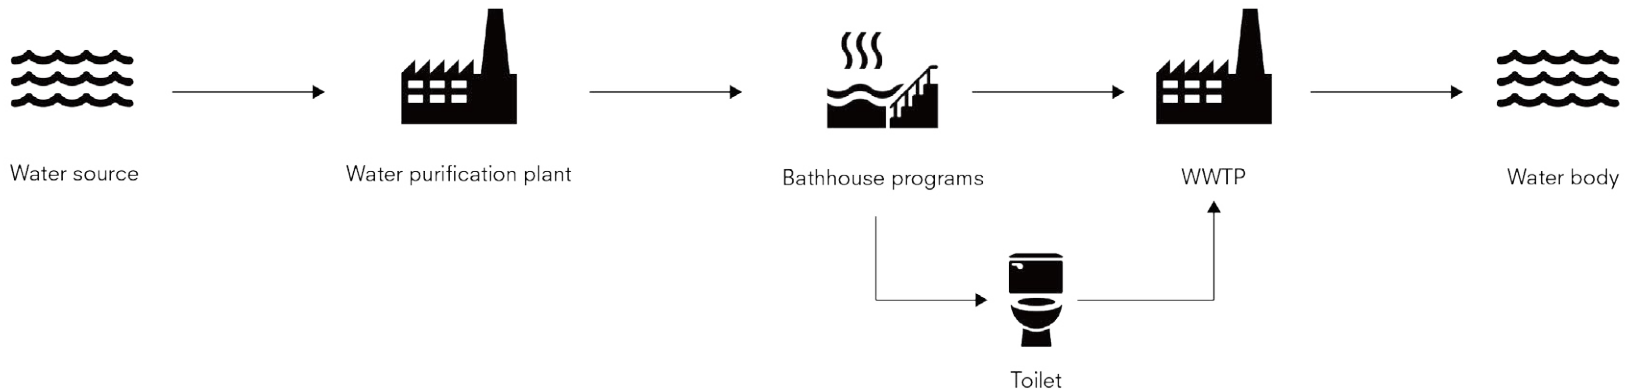 Water source
Water purification plant
Bathhouse programs
WWTP
Water body
Toilet